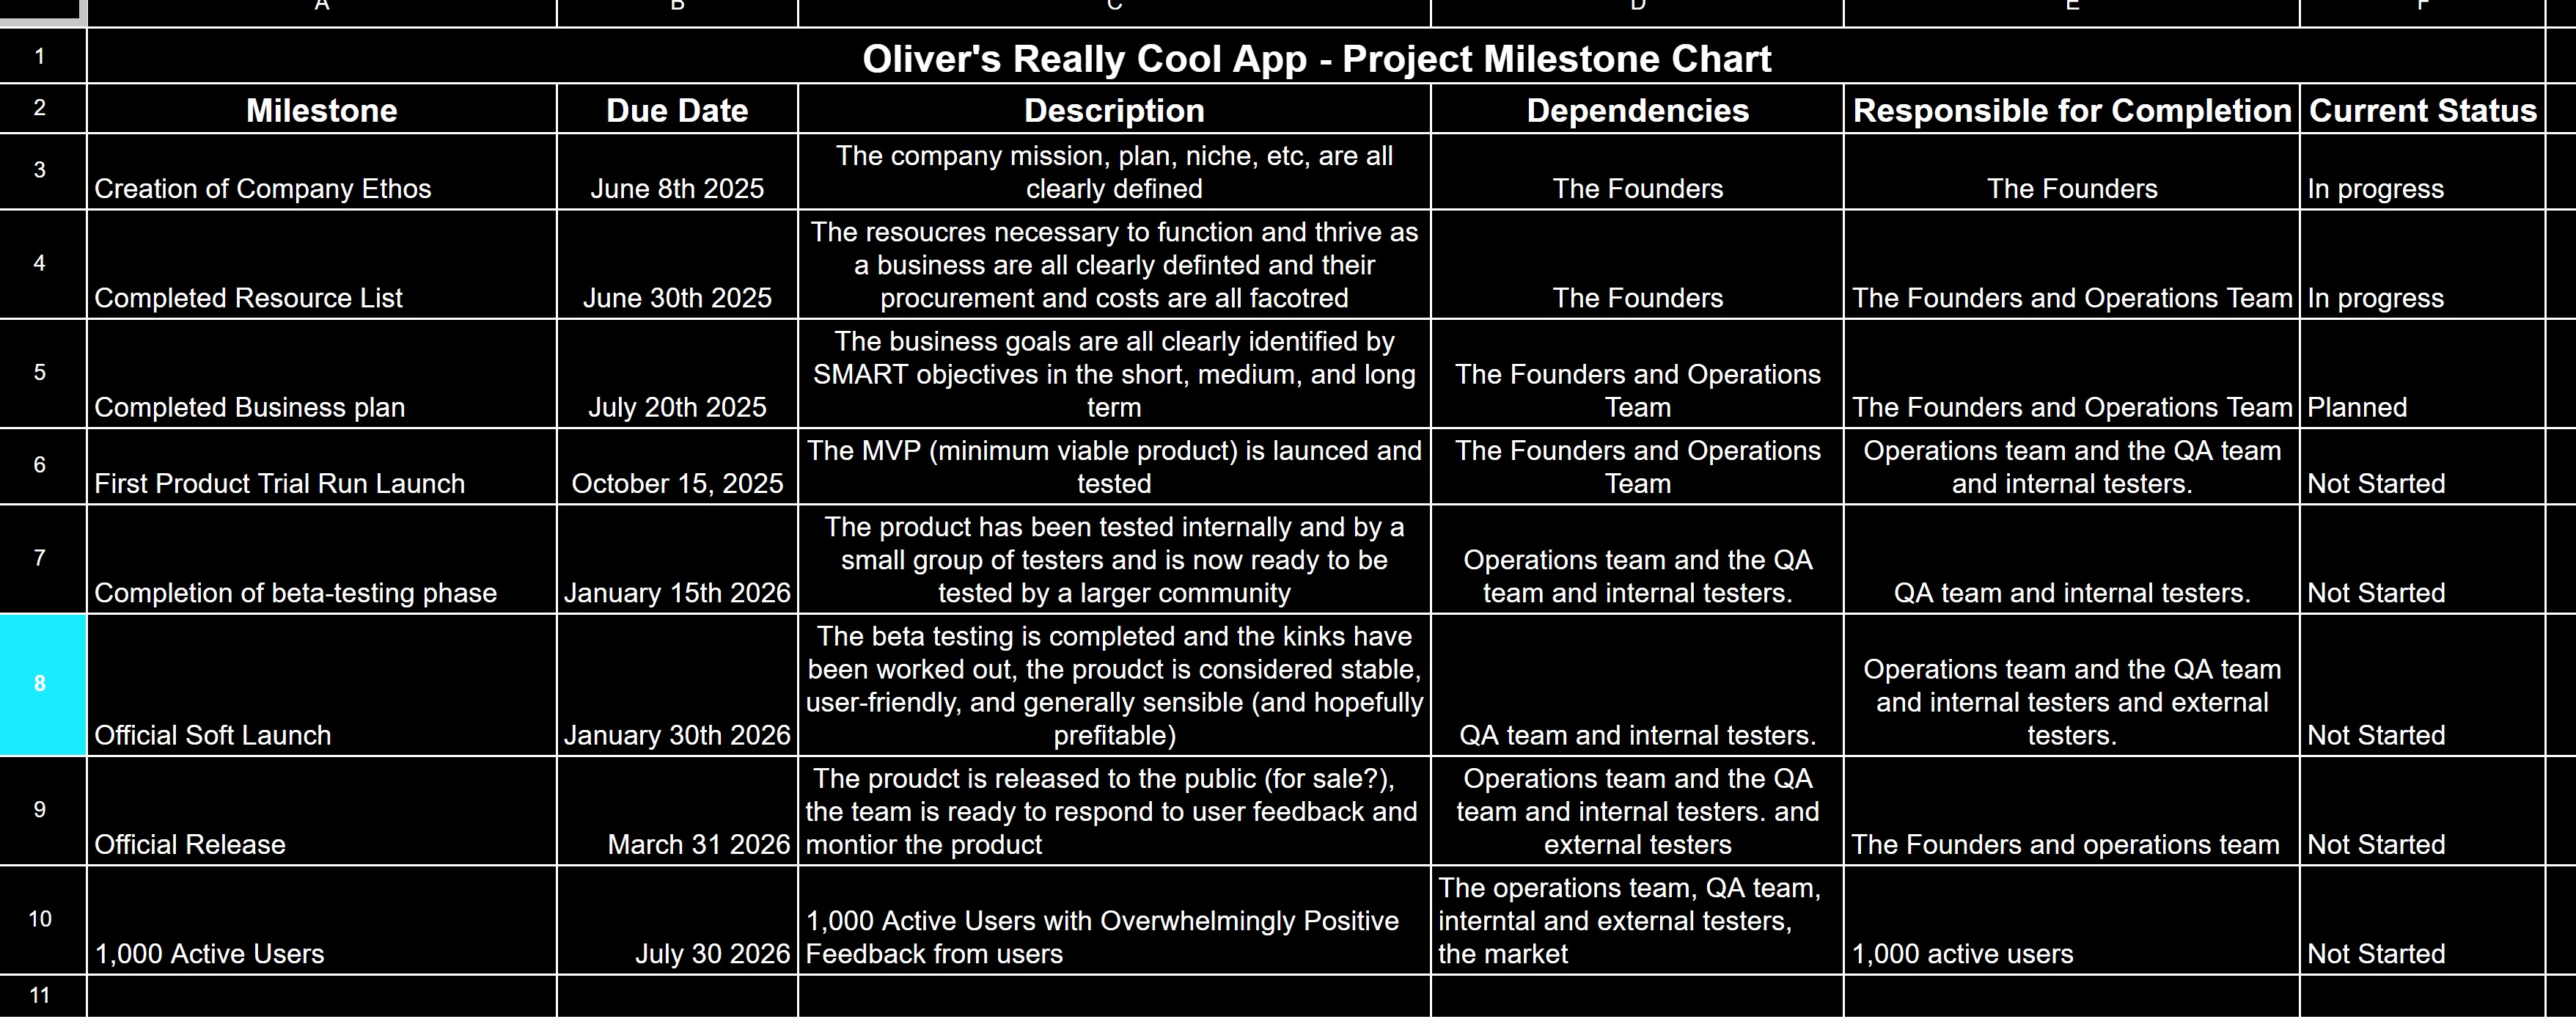 A B C D E F
1 Oliver's Really Cool App - Project Milestone Chart
2 Milestone Due Date Description Dependencies Responsible for Completion Current Status
3
Creation of Company Ethos
June 8th 2025
The company mission, plan, niche, etc, are all
clearly defined
The Founders
The Founders
In progress
4
Completed Resource List
June 30th 2025
The resoucres necessary to function and thrive as
a business are all clearly definted and their
procurement and costs are all facotred
The Founders
The Founders and Operations Team
In progress
5
Completed Business plan
July 20th 2025
The business goals are all clearly identified by
SMART objectives in the short, medium, and long
term
The Founders and Operations
Team
The Founders and Operations Team
Planned
6
First Product Trial Run Launch
October 15, 2025
The MVP (minimum viable product) is launced and
tested
The Founders and Operations
Team
Operations team and the QA team
and internal testers.
Not Started
7
Completion of beta-testing phase
January 15th 2026
The product has been tested internally and by a
small group of testers and is now ready to be
tested by a larger community
Operations team and the QA
team and internal testers.
QA team and internal testers.
Not Started
8
Official Soft Launch
January 30th 2026
The beta testing is completed and the kinks have
been worked out, the proudct is considered stable,
user-friendly, and generally sensible (and hopefully
prefitable)
QA team and internal testers.
Operations team and the QA team
and internal testers and external
testers.
Not Started
9
Official Release
March 31 2026
The proudct is released to the public (for sale?),
the team is ready to respond to user feedback and
montior the product
Operations team and the QA
team and internal testers. and
external testers
The Founders and operations team
Not Started
10
1,000 Active Users
July 30 2026
1,000 Active Users with Overwhelmingly Positive
Feedback from users
The operations team, QA team,
interntal and external testers,
the market
1,000 active users
Not Started
11